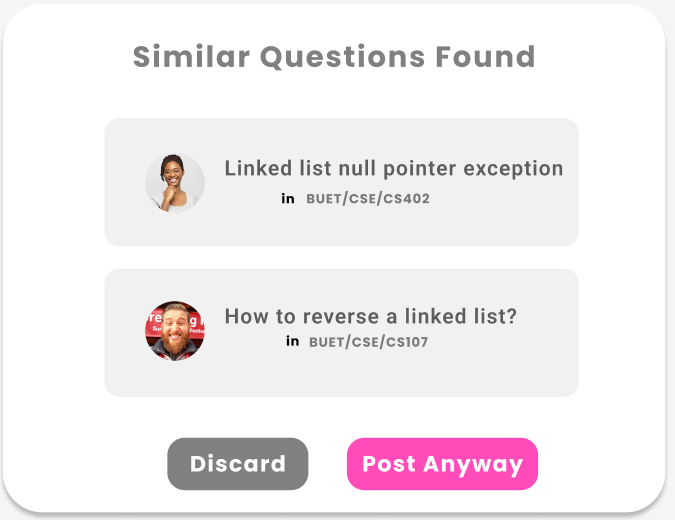 Similar Questions Found
Linked list null pointer exception
in BUET/CSE/CS402
How to reverse a linked list?
in BUET/CSE/CS107
Discard
Post Anyway